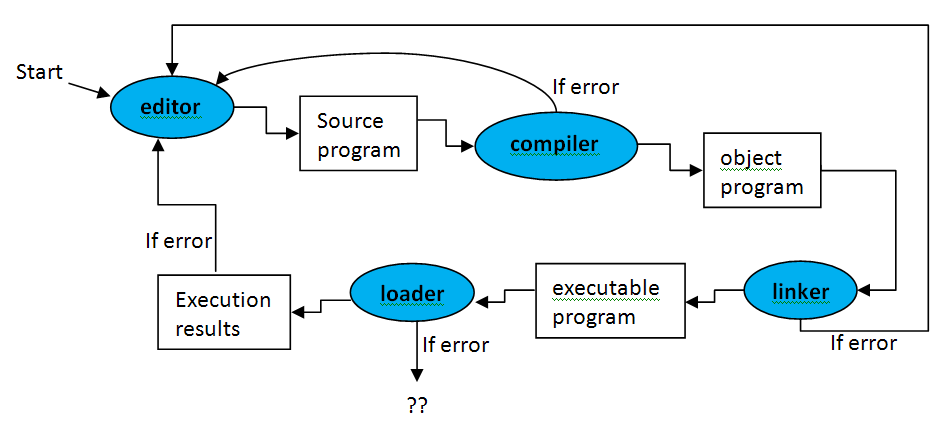 Start
editor
Source
program
If error
compiler
object
program
If error
Execution
results
loader
executable
program
linker
If error
If error
??